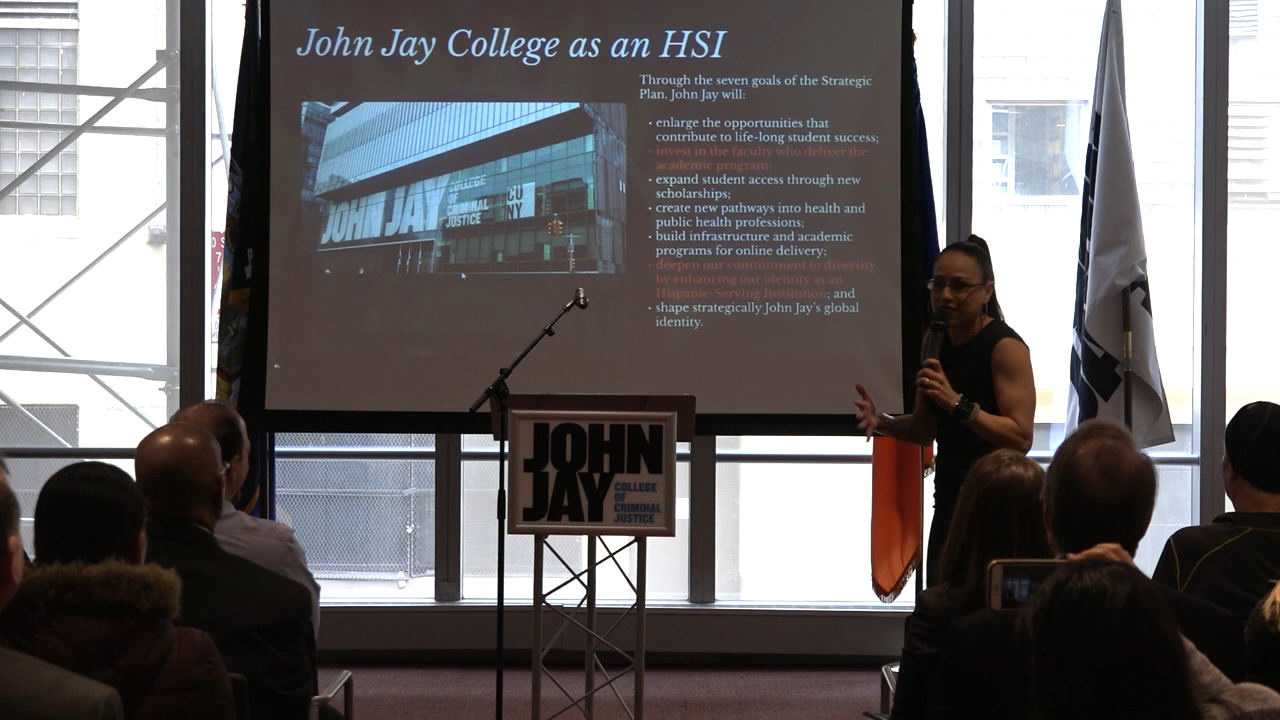 John Jay College as an HSI
Through the seven goals of the Strategic
Plan, John Jay will:
• enlarge the opportunities that
contribute to life-long student success;
• invest in the faculty who deliver the
academic program.
• expand student access through new
scholarships;
• create new pathways into health and
public health professions;
• build infrastructure and academic
programs for online delivery;
• deepen our commitment to diversity
by enhancing our identity as an
Hispanic-Serving Institution; and
• shape strategically John Jay's global
identity.
JOHN JAY
COLLEGE
OF
CRIMINAL
JUSTICE
CU
NY
JOHN
JAY
COLLEGE
OF
CRIMINAL
JUSTICE